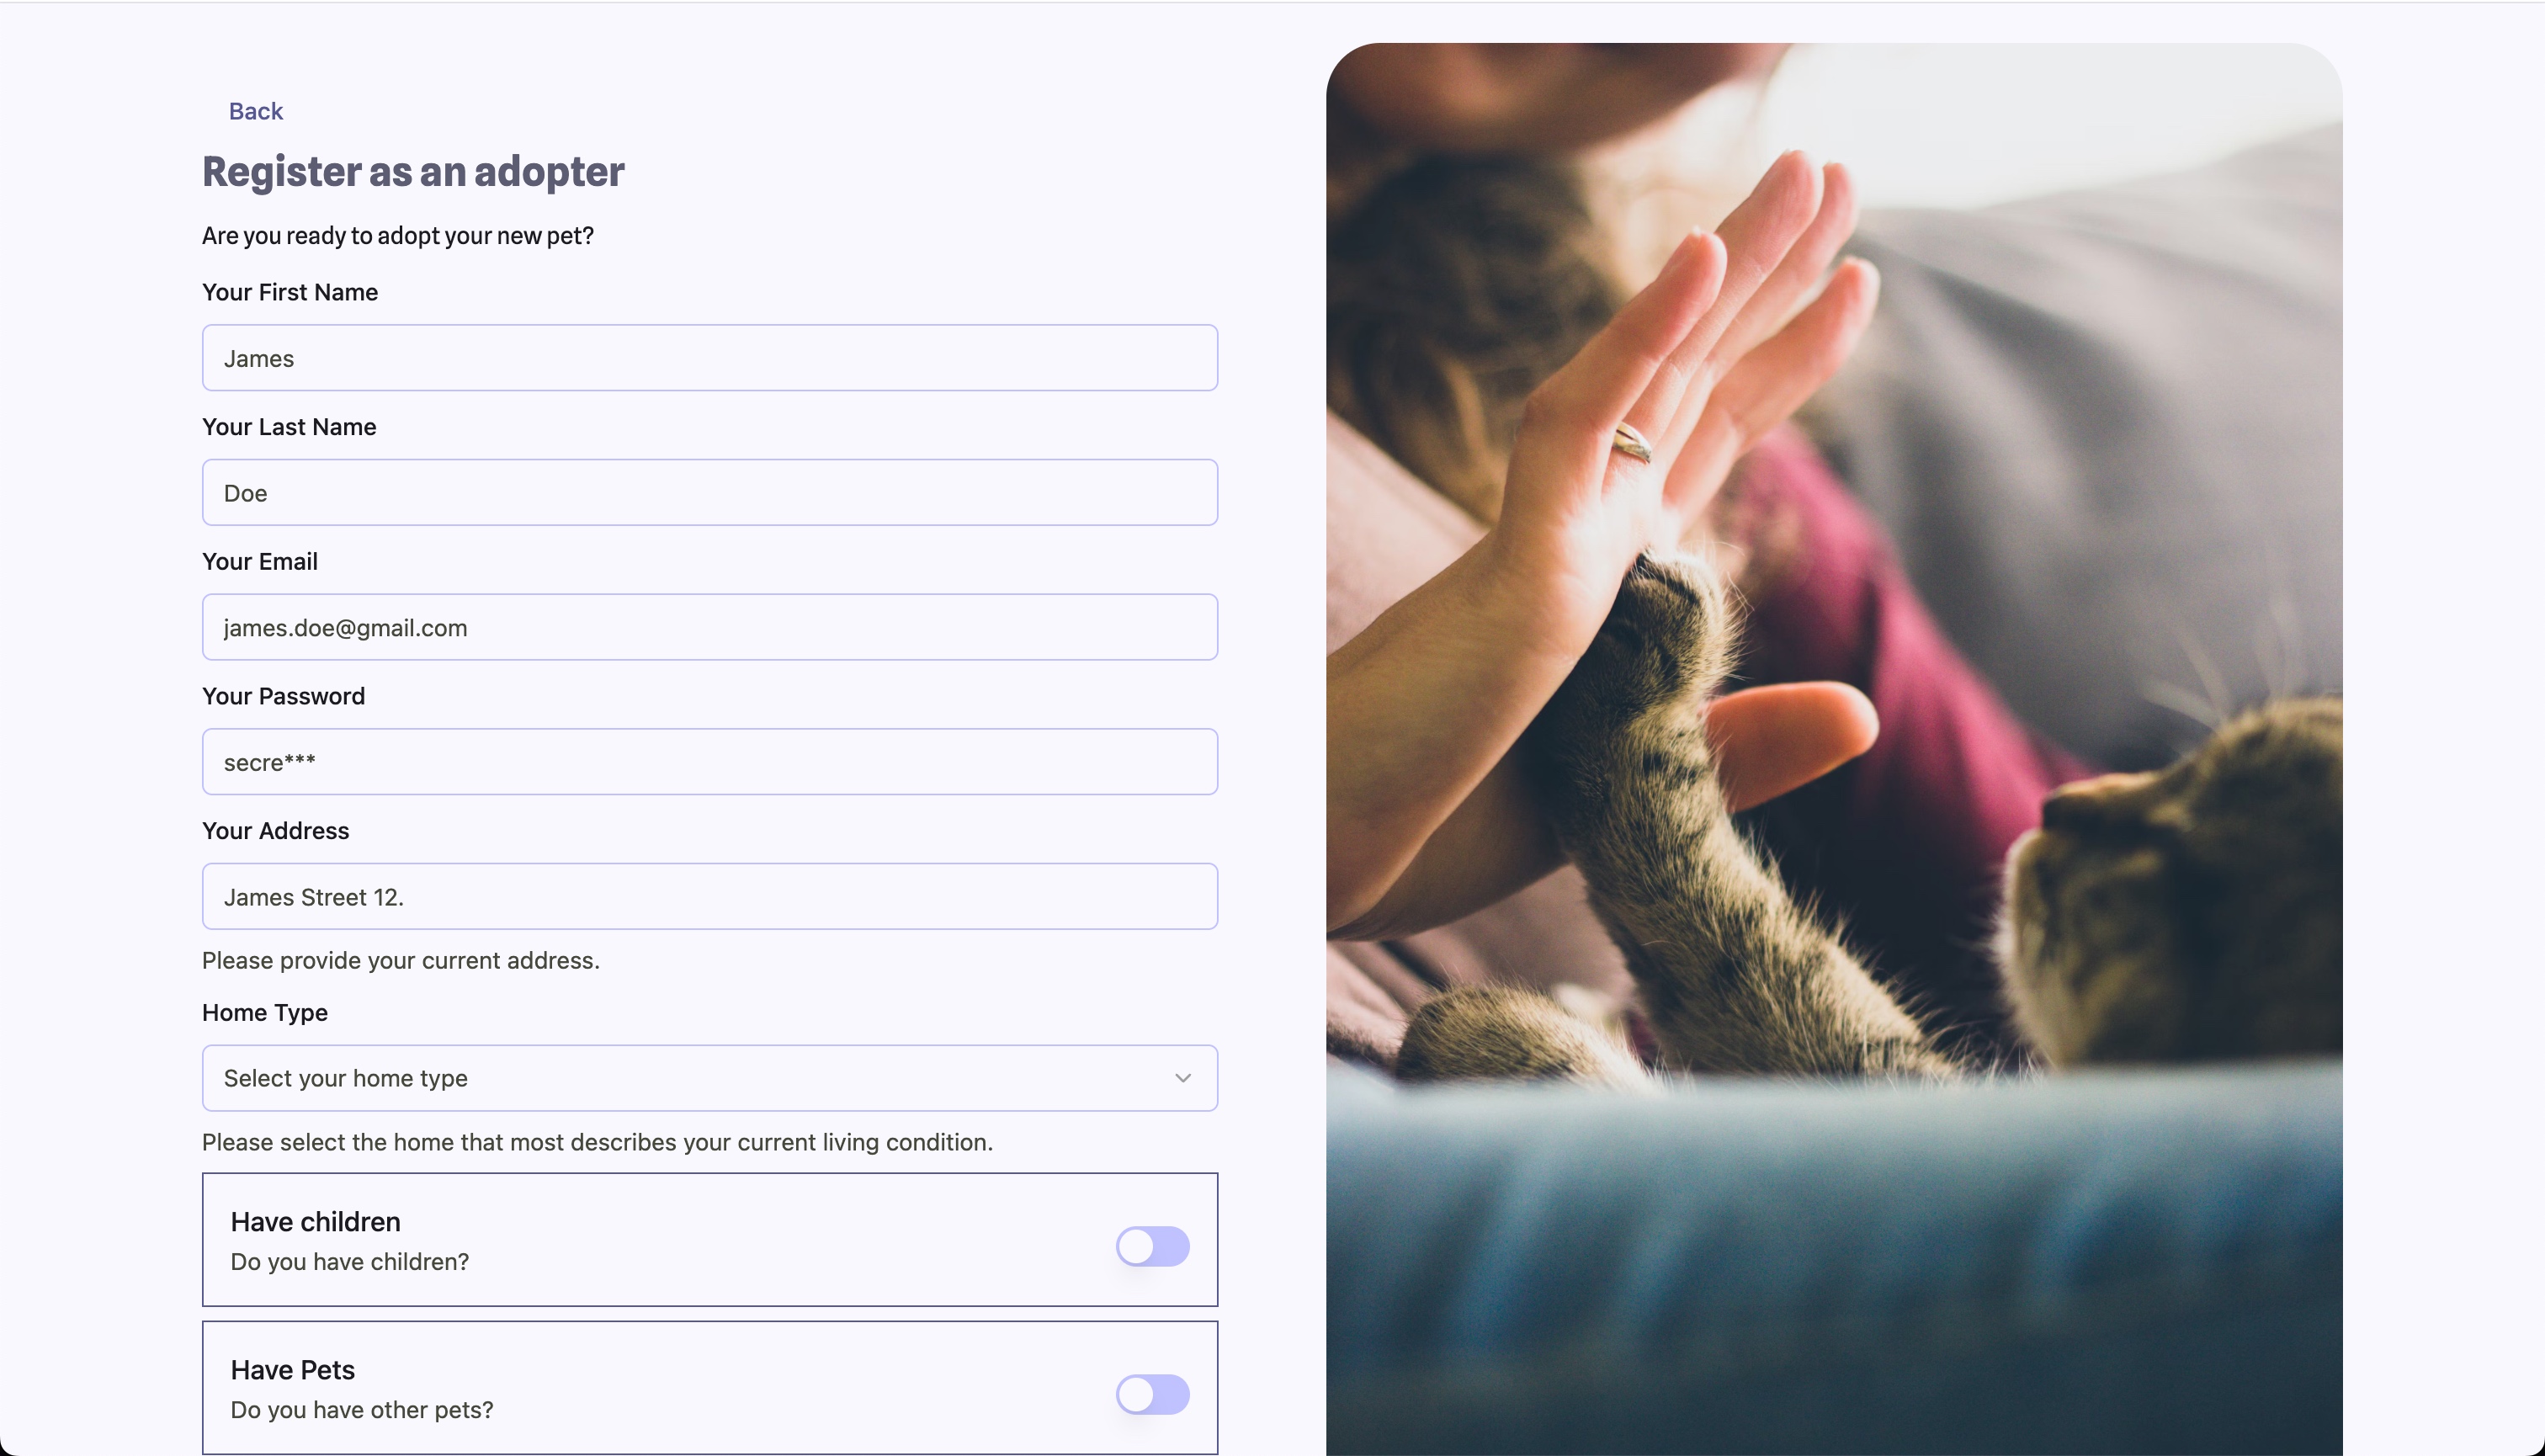 Back
Register as an adopter
Are you ready to adopt your new pet?
Your First Name
James
Your Last Name
Doe
Your Email
james.doe@gmail.com
Your Password
secre***
Your Address
James Street 12.
Please provide your current address.
Home Type
Select your home type
Please select the home that most describes your current living condition.
Have children
Do you have children?
Have Pets
Do you have other pets?